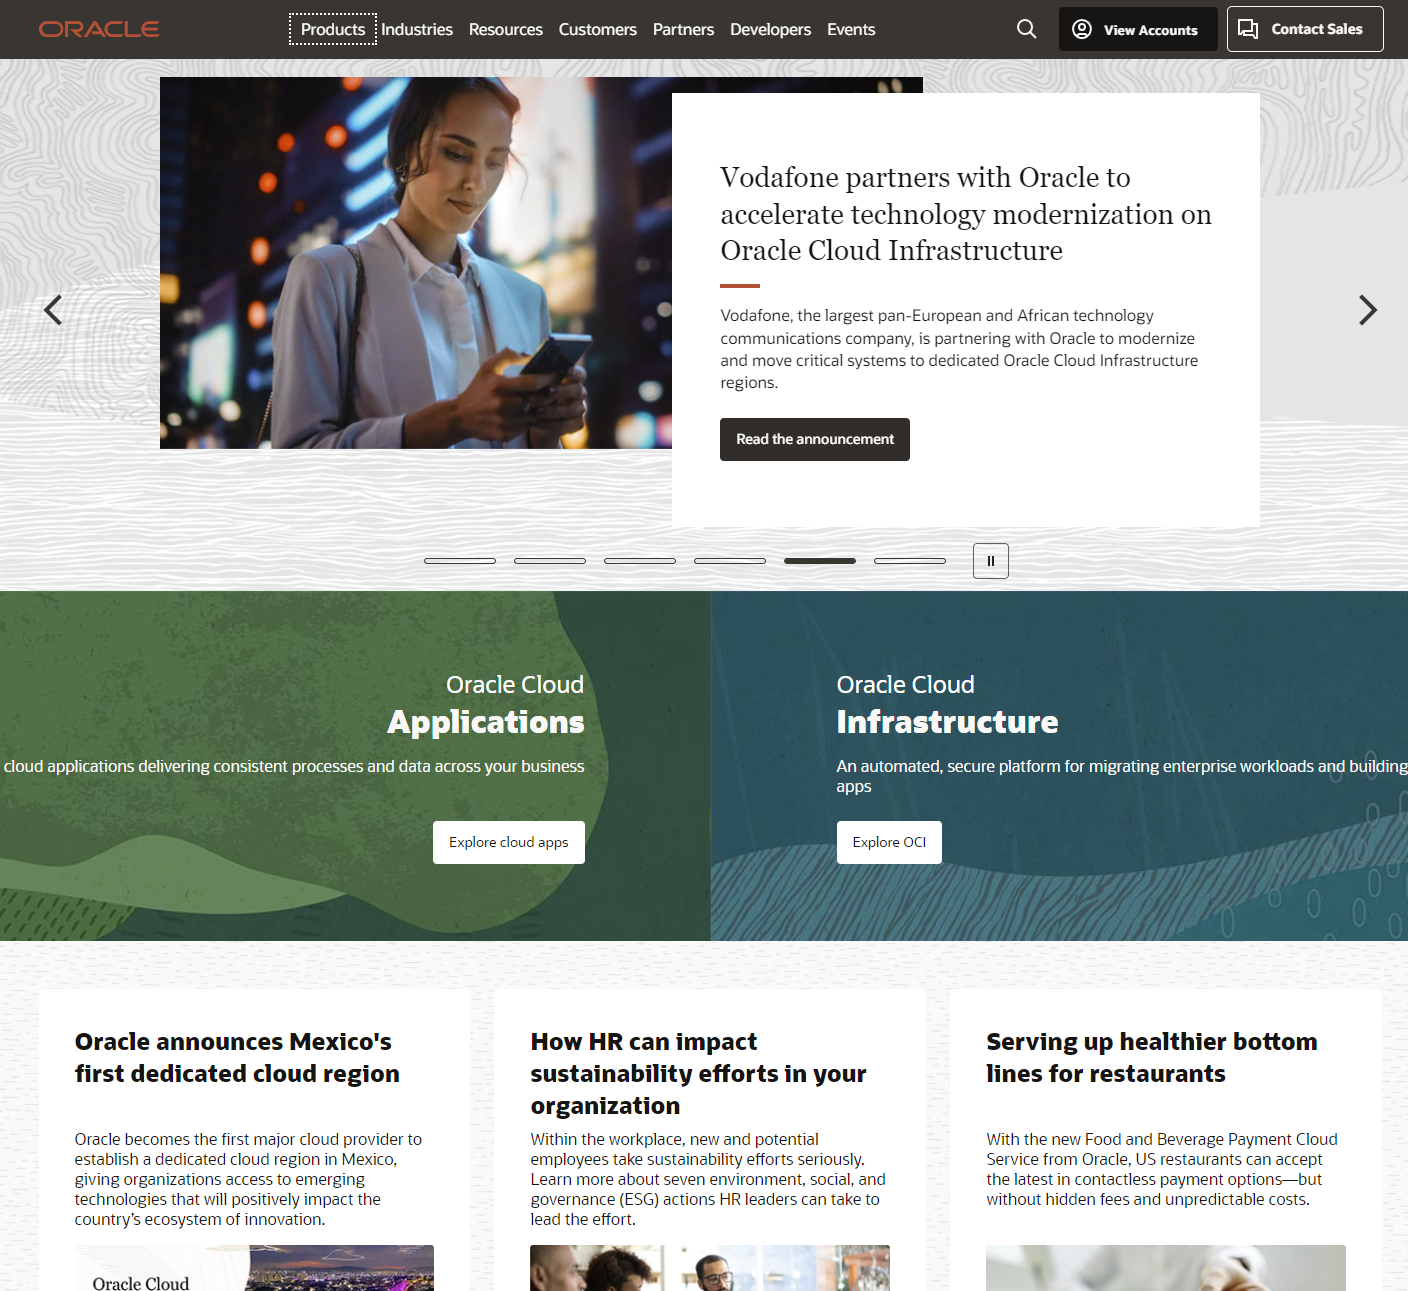 ORACLE
Products
Industries
Resources
Customers
Partners
Developers
Events
View Accounts
Contact Sales
Vodafone partners with Oracle to
accelerate technology modernization on
Oracle Cloud Infrastructure
Vodafone, the largest pan-European and African technology
communications company, is partnering with Oracle to modernize
and move critical systems to dedicated Oracle Cloud Infrastructure
regions.
Read the announcement
Oracle Cloud
Applications
cloud applications delivering consistent processes and data across your business
Explore cloud apps
Oracle Cloud
Infrastructure
An automated, secure platform for migrating enterprise workloads and building
apps
Explore OCI
Oracle announces Mexico's
first dedicated cloud region
Oracle becomes the first major cloud provider to
establish a dedicated cloud region in Mexico,
giving organizations access to emerging
technologies that will positively impact the
country's ecosystem of innovation.
Oracle Cloud
How HR can impact
sustainability efforts in your
organization
Within the workplace, new and potential
employees take sustainability efforts seriously.
Learn more about seven environment, social, and
governance (ESG) actions HR leaders can take to
lead the effort.
Serving up healthier bottom
lines for restaurants
With the new Food and Beverage Payment Cloud
Service from Oracle, US restaurants can accept
the latest in contactless payment options—but
without hidden fees and unpredictable costs.